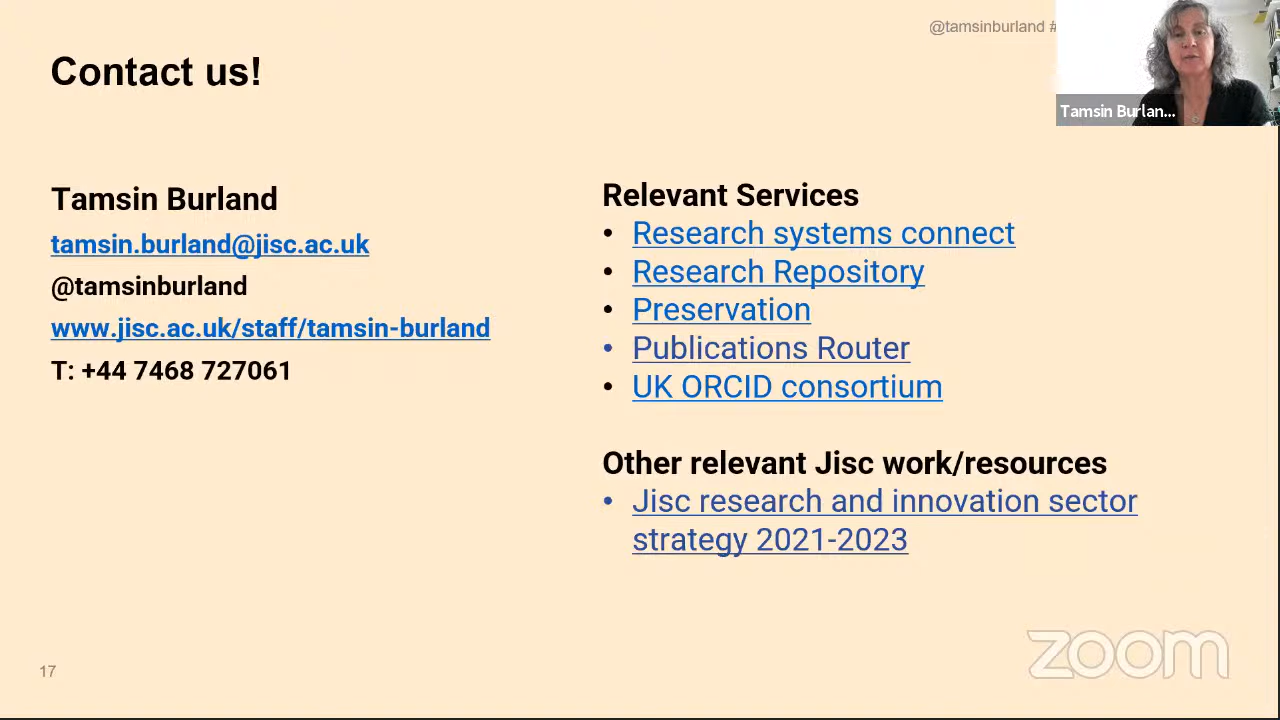 @tamsinburland #
Contact us!
Tamsin Burlan...
Tamsin Burland
tamsin.burland@jisc.ac.uk
@tamsinburland
www.jisc.ac.uk/staff/tamsin-burland
T: +44 7468 727061
Relevant Services
• Research systems connect
• Research Repository
• Preservation
• Publications Router
• UK ORCID consortium
Other relevant Jisc work/resources
• Jisc research and innovation sector
strategy 2021-2023
17
zoom